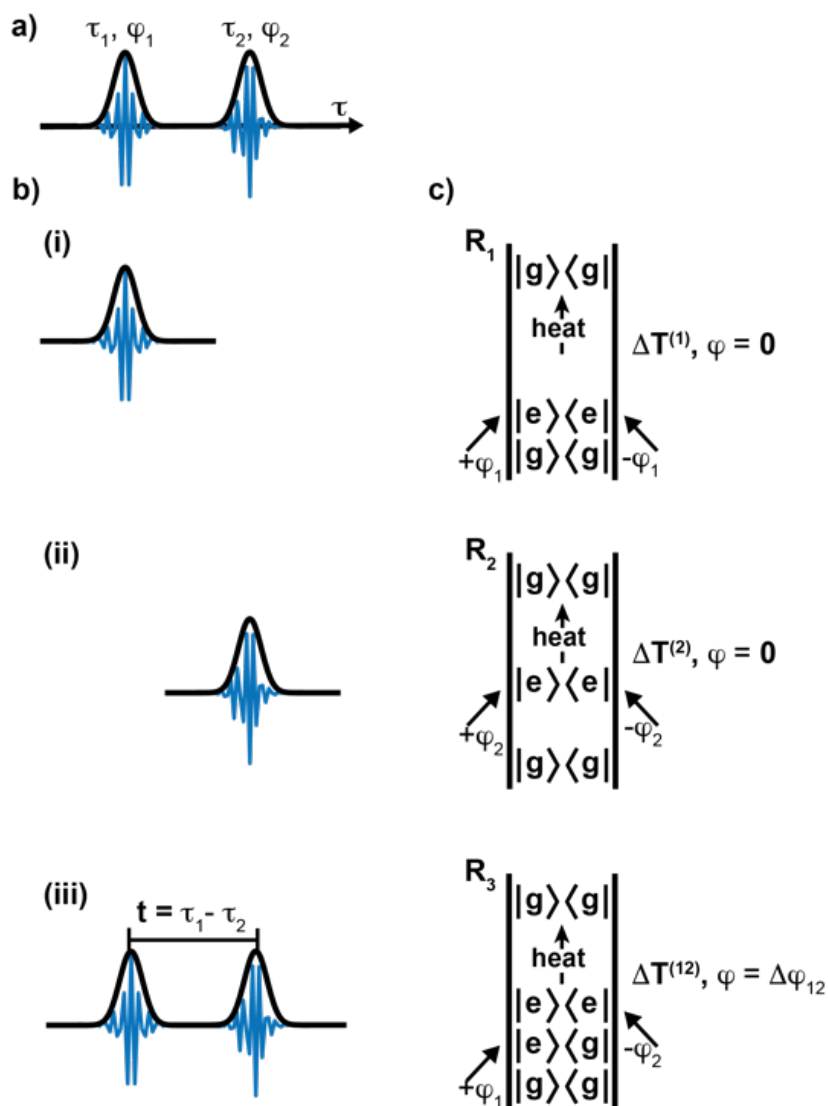 a)
τ₁, φ₁
τ₂, φ₂
τ
b)
c)
(i)
R₁
|g⟩⟨g|
heat
ΔT⁽¹⁾, φ = 0
|e⟩⟨e|
+φ₁ |g⟩⟨g| -φ₁
(ii)
R₂
|g⟩⟨g|
heat
ΔT⁽²⁾, φ = 0
|e⟩⟨e|
+φ₂ -φ₂
|g⟩⟨g|
(iii)
t = τ₁- τ₂
R₃
|g⟩⟨g|
heat
ΔT⁽¹²⁾, φ = Δφ₁₂
|e⟩⟨e|
|e⟩⟨g| -φ₂
+φ₁ |g⟩⟨g|